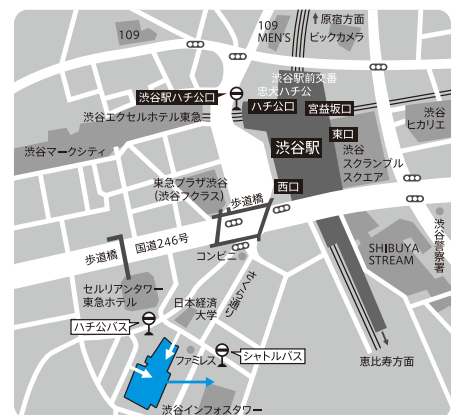 109
109
MEN'S
↑原宿方面
ビックカメラ
渋谷駅前交番
忠犬ハチ公
渋谷駅ハチ公口
ハチ公口
宮益坂口
渋谷
ヒカリエ
渋谷エクセルホテル東急
東口
渋谷駅
渋谷
スクランブル
スクエア
渋谷マークシティ
西口
東急プラザ渋谷
(渋谷フクラス)
歩道橋
国道246号
歩道橋
コンビニ
SHIBUYA
STREAM
渋谷警察署
セルリアンタワー
東急ホテル
日本経済
大学
さくら通り
ハチ公バス
ファミレス
シャトルバス
恵比寿方面
渋谷インフォスタワー